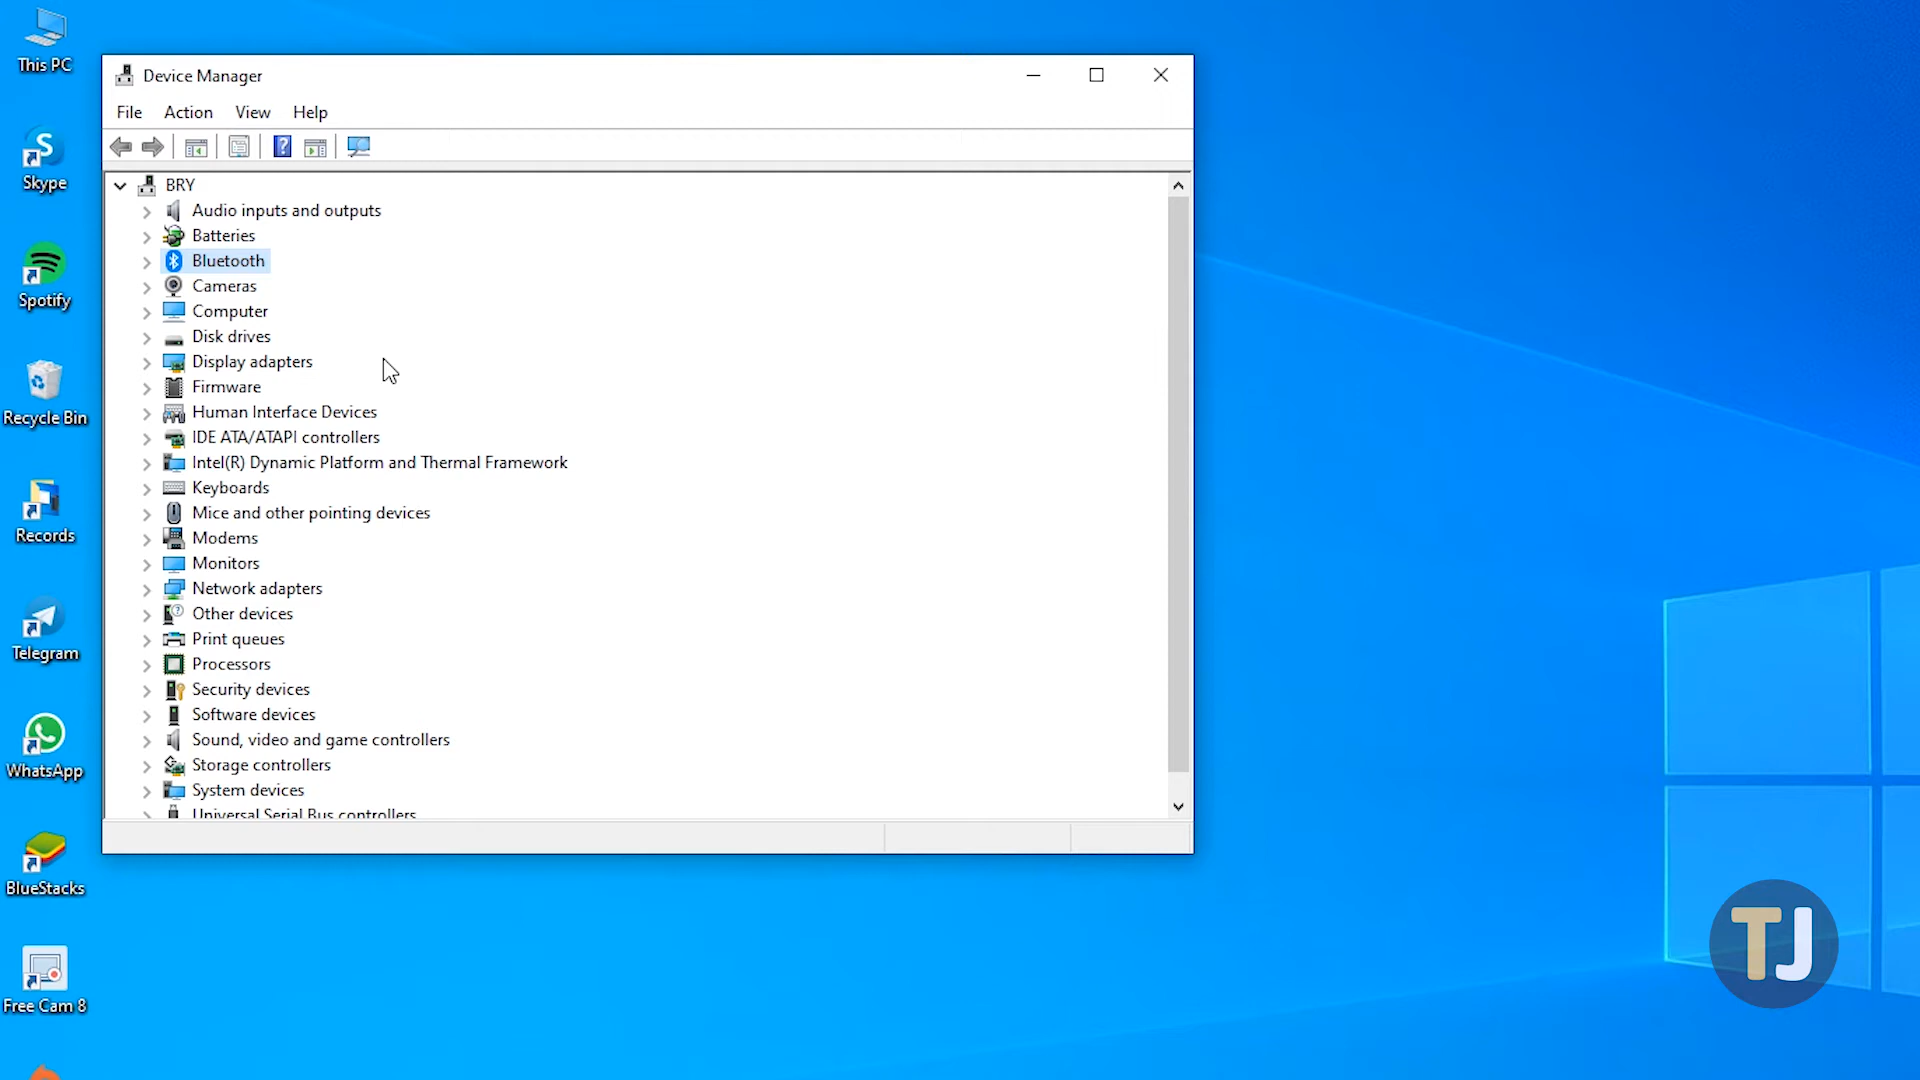 This PC
Skype
Spotify
Recycle Bin
Records
Telegram
WhatsApp
BlueStacks
Free Cam 8
Device Manager
File Action View Help
BRY
Audio inputs and outputs
Batteries
Bluetooth
Cameras
Computer
Disk drives
Display adapters
Firmware
Human Interface Devices
IDE ATA/ATAPI controllers
Intel(R) Dynamic Platform and Thermal Framework
Keyboards
Mice and other pointing devices
Modems
Monitors
Network adapters
Other devices
Print queues
Processors
Security devices
Software devices
Sound, video and game controllers
Storage controllers
System devices
Universal Serial Bus controllers
TJ